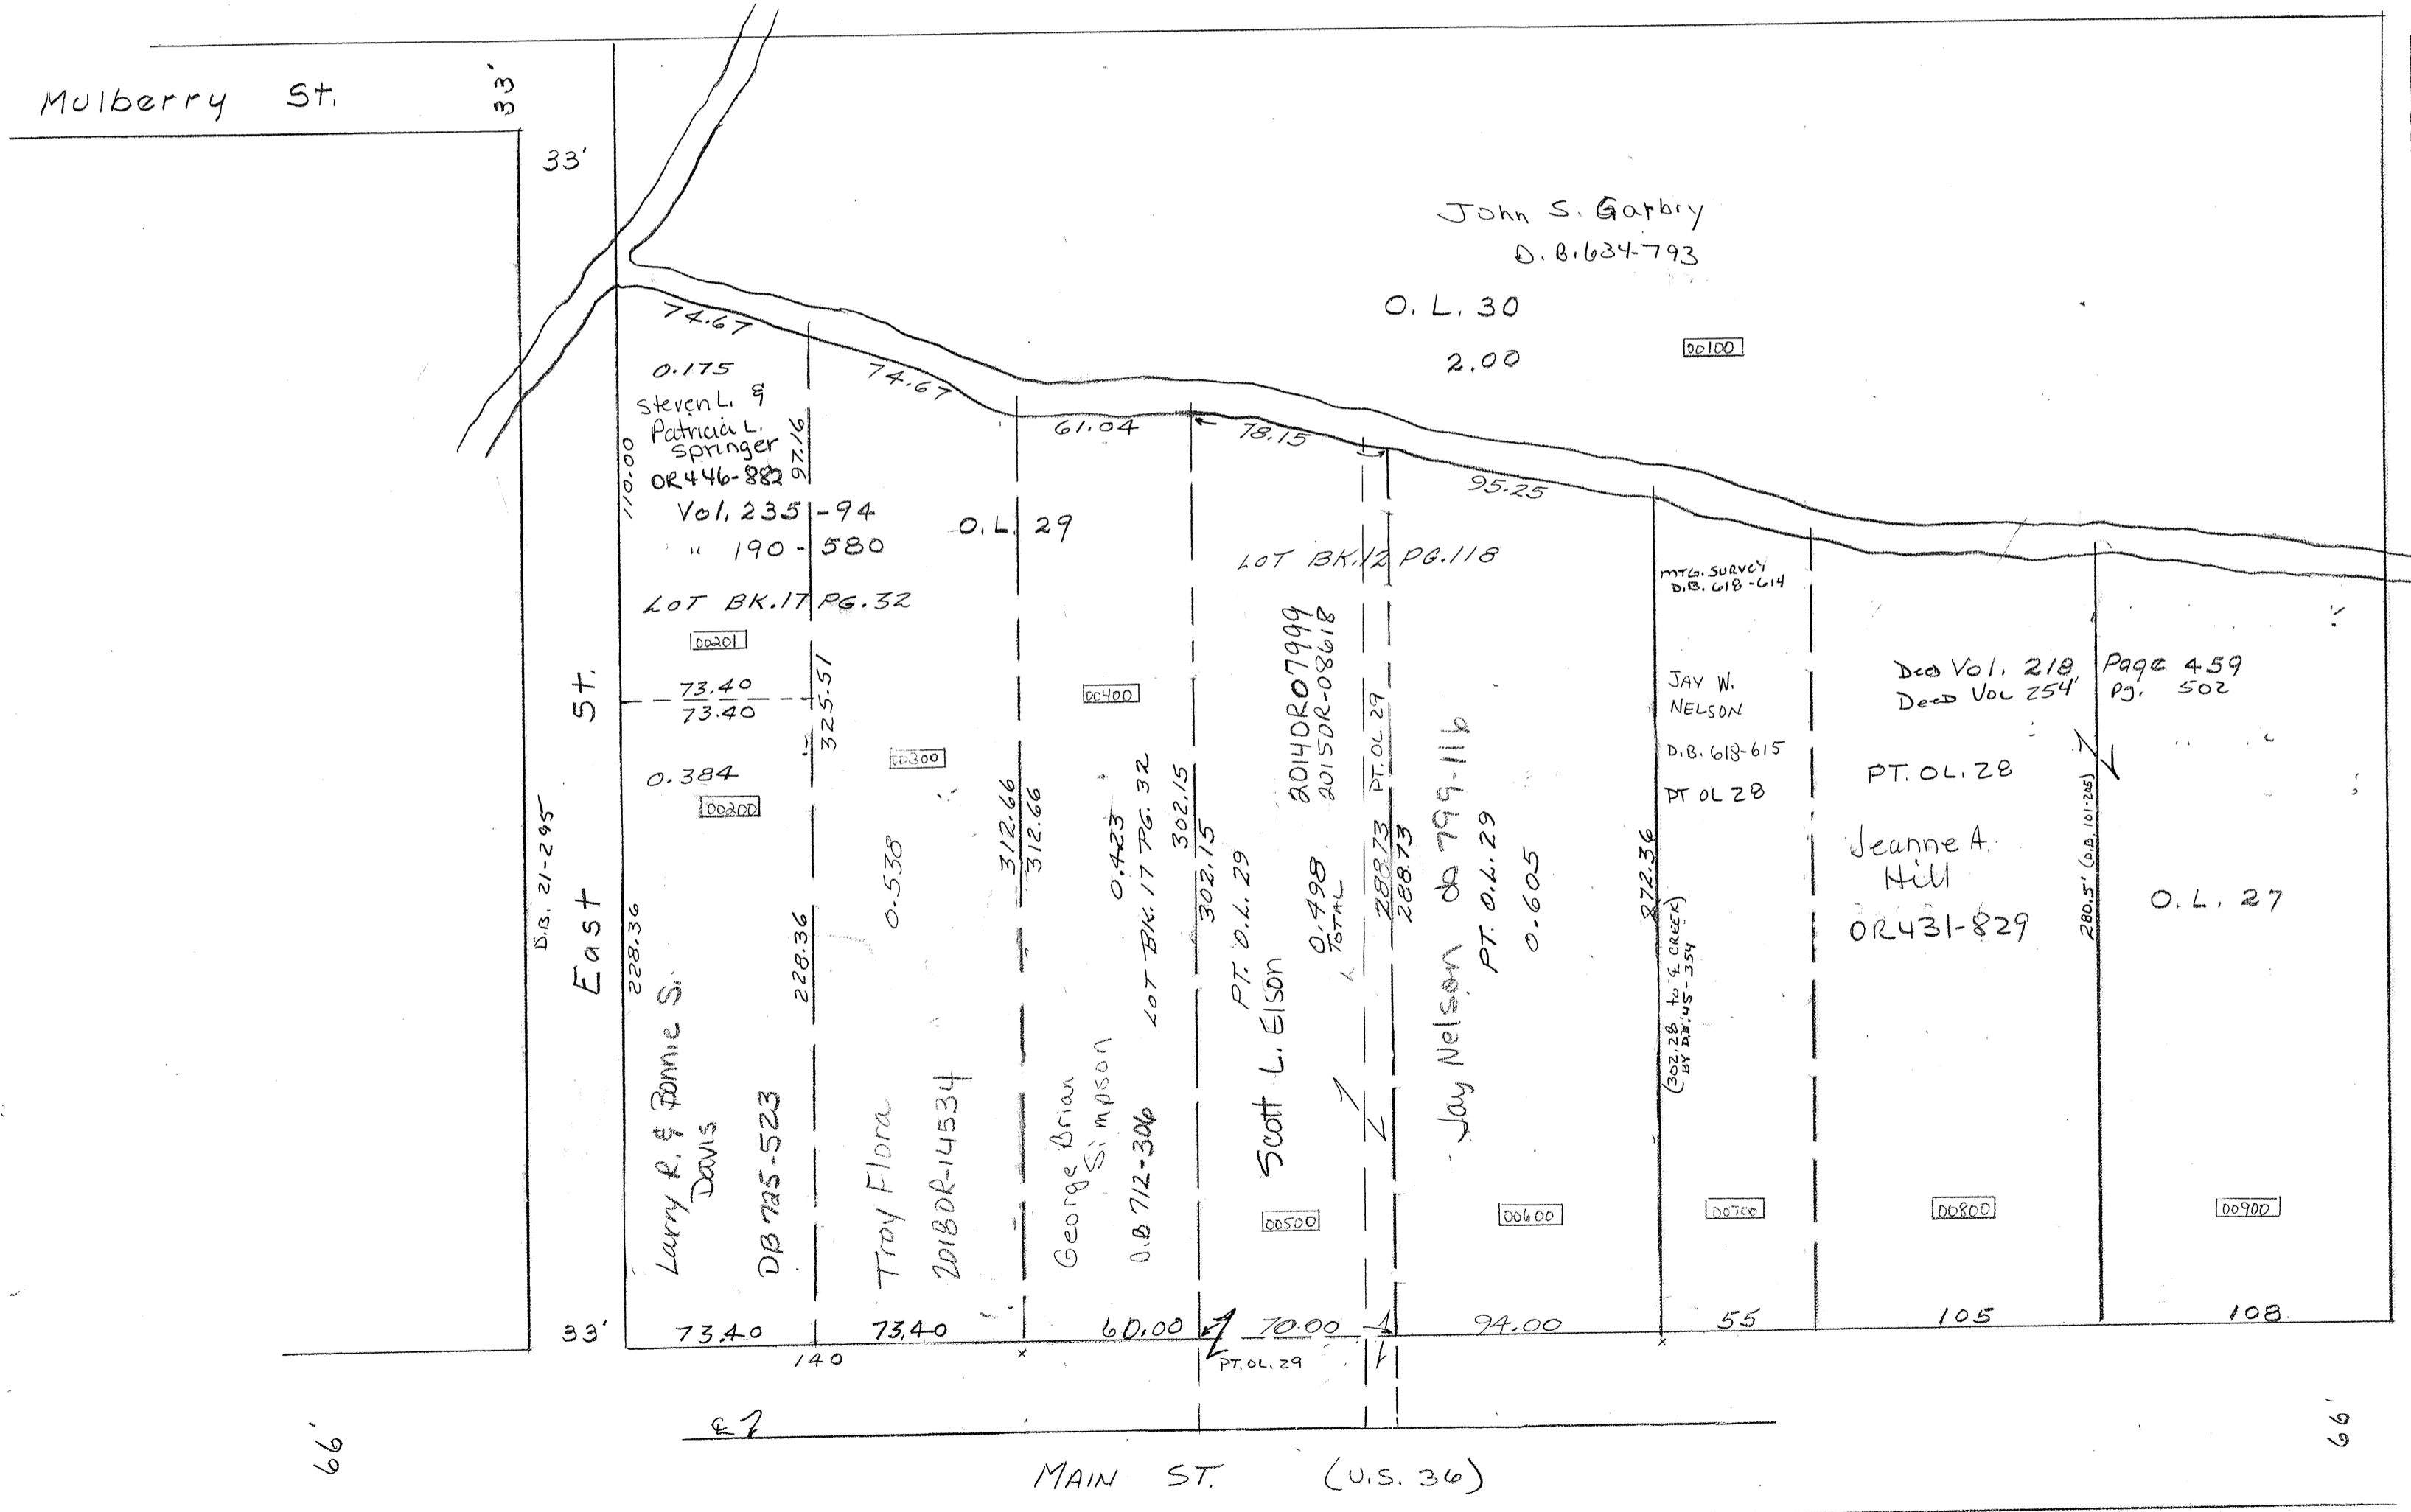 Mulberry St.
33'
33'
John S. Garbry
D.B.634-793
O.L. 30
2.00
00100
74.67
74.67
61.04
78.15
95.25
0.175
Steven L. &
Patricia L.
Springer
OR446-882
110.00
97.16
Vol. 235-94
" 190-580
LOT BK.17 PG.32
00201
73.40
73.40
0.384
00200
325.51
O.L. 29
00300
0.538
312.66
312.66
00400
0.423
LOT BK.17 PG.32
302.15
302.15
LOT BK.12 PG.118
2014OR07999
2015OR-08618
PT. O.L. 29
Scott L. Elson
0.498
TOTAL
PT.OL.29
288.73
288.73
Jay Nelson
799-116
PT. O.L. 29
0.605
MTG. SURVEY
D.B. 618-614
JAY W.
NELSON
D.B. 618-615
PT OL 28
272.36
(302.28 to ℄ CREEK)
BY D.B. 45-354
Deed Vol. 218 Page 459
Deed Vol 254 Pg. 502
PT. OL. 28
Jeanne A.
Hill
OR431-829
280.5' (D.B. 101-205)
O.L. 27
D.B. 21-295
East St.
228.36
Larry R. & Bonnie S.
Davis
DB 725-523
228.36
Troy Flora
2018OR-14534
George Brian
Simpson
D.B 712-306
00500
00600
00700
00800
00900
33'
73.40
73.40
60.00
70.00
94.00
55
105
108
140
PT.OL.29
66'
℄
66'
MAIN ST. (U.S. 36)